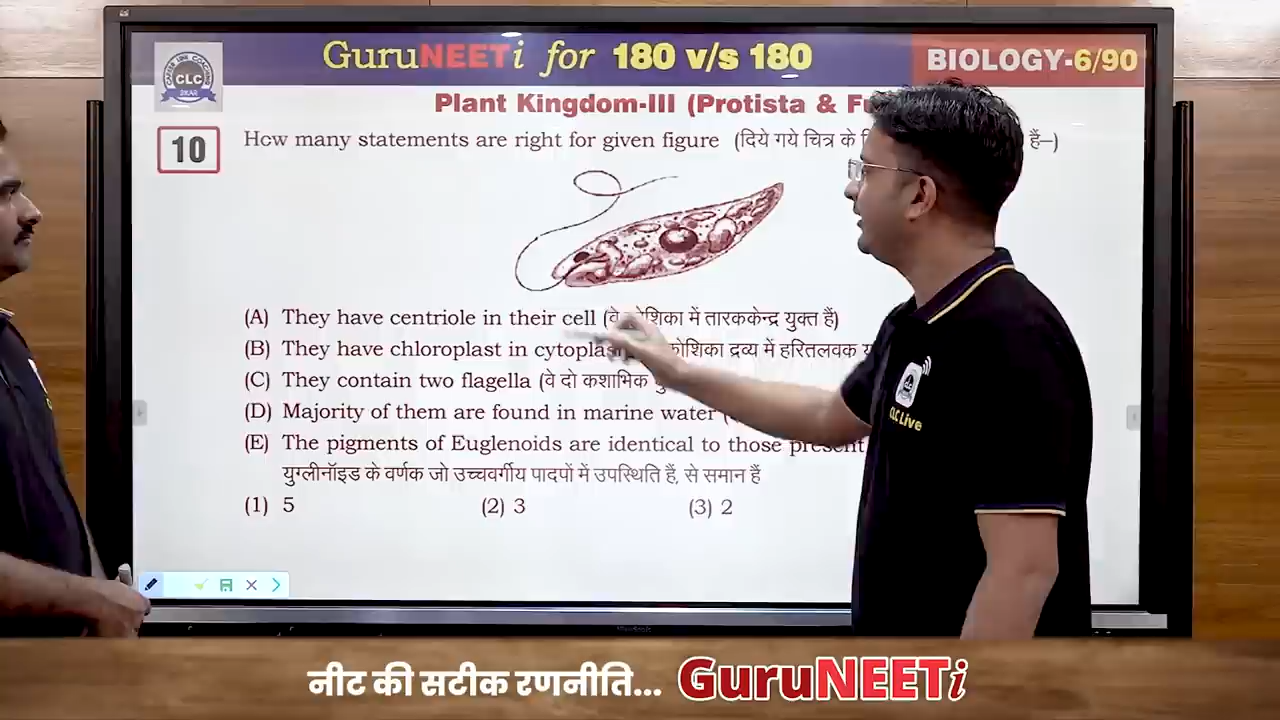 GuruNEETi for 180 v/s 180
BIOLOGY-6/90
CLC
SIKAR
Plant Kingdom-III (Protista &
10
How many statements are right for given figure (दिये गये चित्र के
हैं–)
(A) They have centriole in their cell (वे कोशिका में तारककेन्द्र युक्त हैं)
(B) They have chloroplast in कोशिका द्रव्य में हरितलवक
(C) They contain two flagella (वे दो कशाभिक
(D) Majority of them are found in marine water
(E) The pigments of Euglenoids are identical to those present
युग्लीनॉइड के वर्णक जो उच्चवर्गीय पादपों में उपस्थिति हैं, से समान हैं
(1) 5 (2) 3 (3) 2
CLC Live
नीट की सटीक रणनीति... GuruNEETi